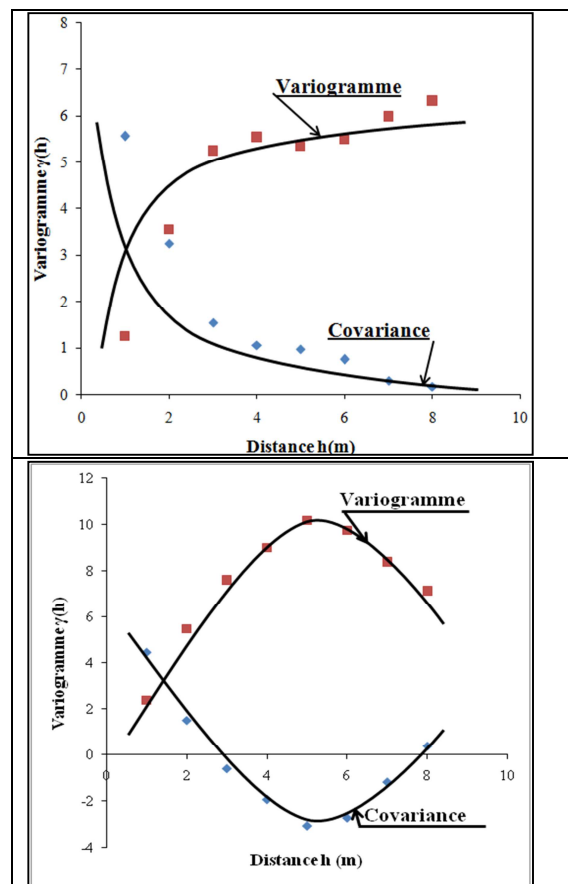 8
7
Variogramme
6
5
Variogramme γ(h)
4
3
2
Covariance
1
0
0 2 4 6 8 10
Distance h(m)
12
Variogramme
10
8
6
Variogramme γ(h)
4
2
0
0 2 4 6 8 10
-2
Covariance
-4
Distance h (m)